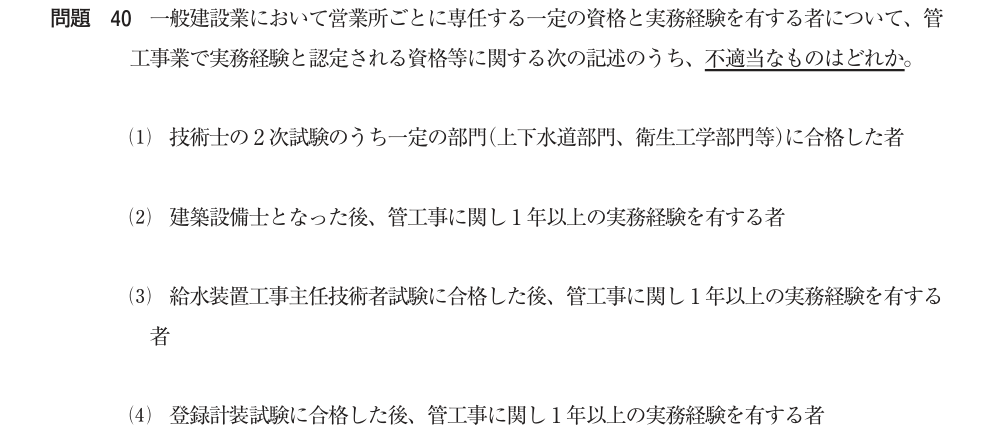 問題 40 一般建設業において営業所ごとに専任する一定の資格と実務経験を有する者について、管
工事業で実務経験と認定される資格等に関する次の記述のうち、不適当なものはどれか。
(1) 技術士の2次試験のうち一定の部門(上下水道部門、衛生工学部門等)に合格した者
(2) 建築設備士となった後、管工事に関し1年以上の実務経験を有する者
(3) 給水装置工事主任技術者試験に合格した後、管工事に関し1年以上の実務経験を有する
者
(4) 登録計装試験に合格した後、管工事に関し1年以上の実務経験を有する者